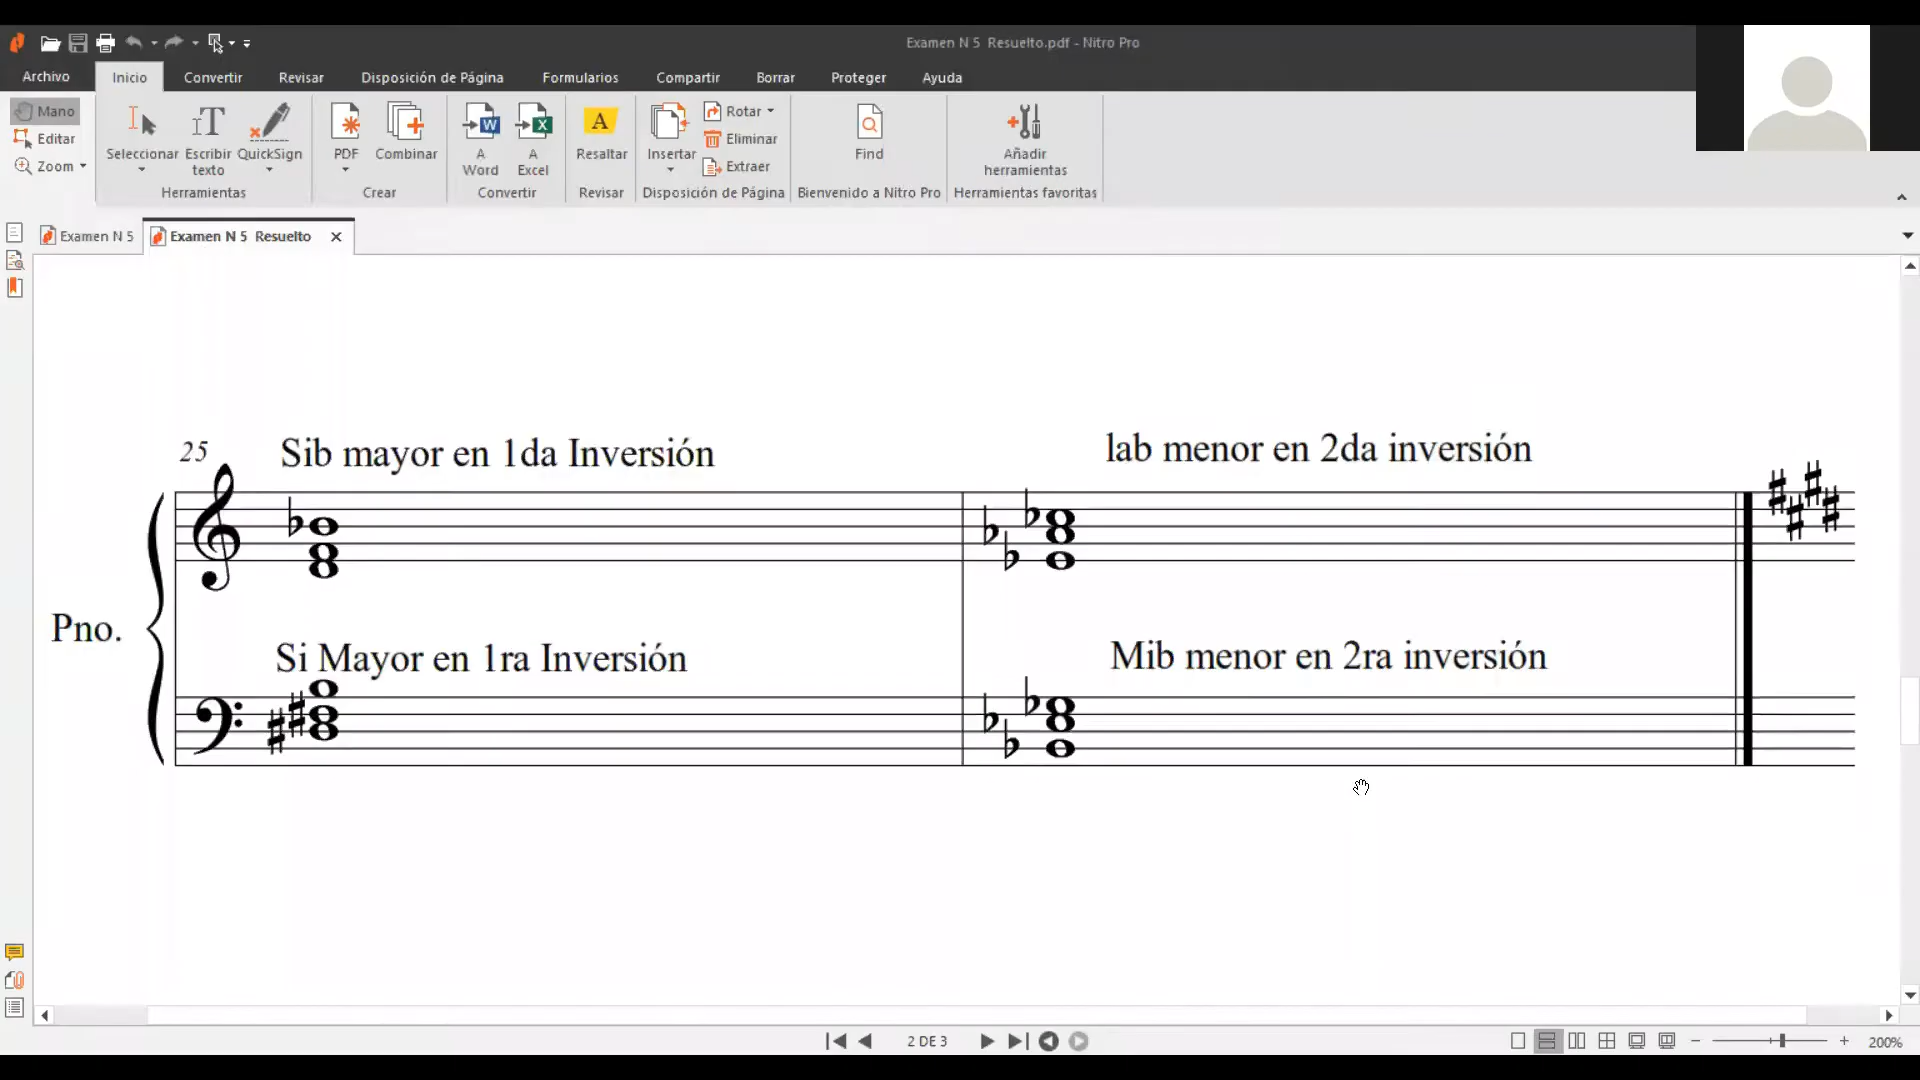 Examen N 5 Resuelto.pdf - Nitro Pro
Archivo Inicio Convertir Revisar Disposición de Página Formularios Compartir Borrar Proteger Ayuda
Mano
Editar
Zoom
Seleccionar
Escribir texto
QuickSign
Herramientas
PDF
Combinar
Crear
A Word
A Excel
Convertir
Resaltar
Revisar
Insertar
Rotar
Eliminar
Extraer
Disposición de Página
Find
Bienvenido a Nitro Pro
Añadir herramientas
Herramientas favoritas
Examen N 5
Examen N 5 Resuelto
25
Sib mayor en 1da Inversión
lab menor en 2da inversión
Pno.
Si Mayor en 1ra Inversión
Mib menor en 2ra inversión
2 DE 3
200%